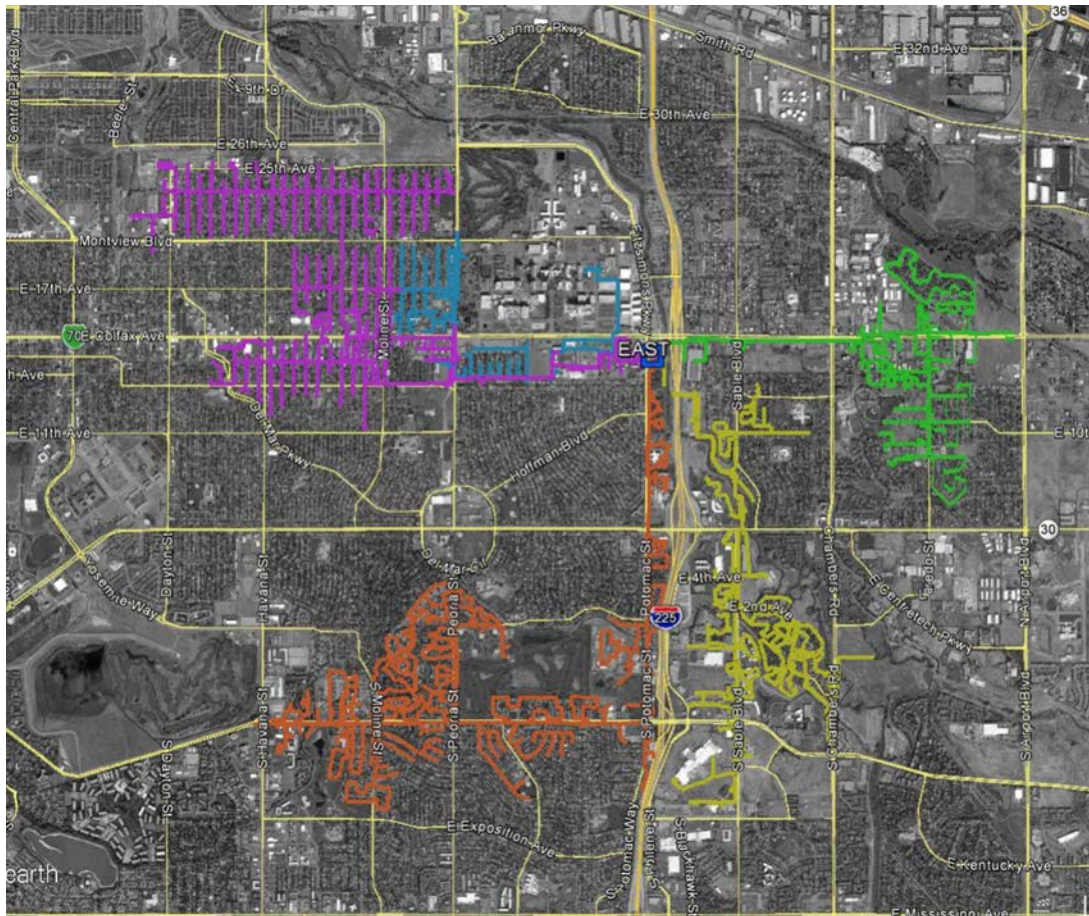 36
Smith Rd
E 32nd Ave
Central Park Blvd
Beeler St
E 30th Ave
E 26th Ave
E 25th Ave
Montview Blvd
E 17th Ave
70
E Colfax Ave
Moline St
EAST
Sable Blvd
E 11th Ave
Del Mar Pkwy
Hoffman Blvd
E 10th
30
Del Mar Cir
Yosemite Way
Dayton St
Havana St
Peoria St
Potomac St
E 4th Ave
E 2nd Ave
225
Chambers Rd
Laredo St
E Centretech Pkwy
N Airport Blvd
S Havana St
S Moline St
S Peoria St
S Potomac St
S Sable Blvd
S Chambers Rd
S Airport Blvd
S Dayton St
E Exposition Ave
S Potomac Way
S Blackhawk St
E Kentucky Ave
earth
E Mississippi Ave